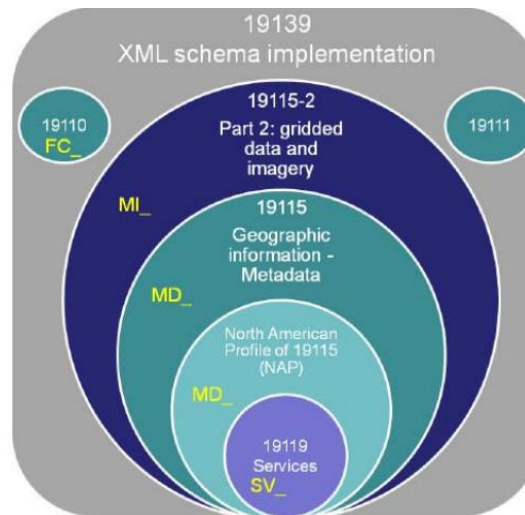 19139
XML schema implementation
19110
FC_
19115-2
Part 2: gridded
data and
imagery
19111
MI_
19115
Geographic
information -
Metadata
MD_
North American
Profile of 19115
(NAP)
MD_
19119
Services
SV_